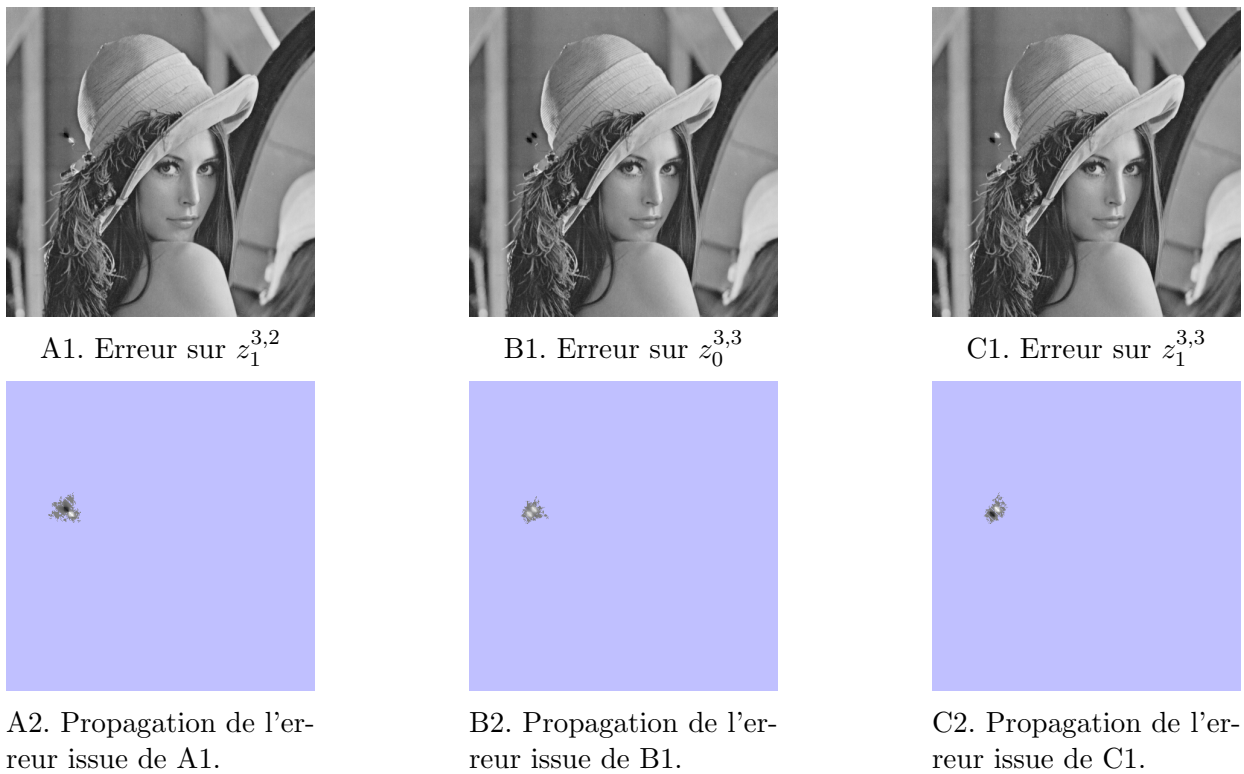 A1. Erreur sur $z_1^{3,2}$
B1. Erreur sur $z_0^{3,3}$
C1. Erreur sur $z_1^{3,3}$
A2. Propagation de l'er-
reur issue de A1.
B2. Propagation de l'er-
reur issue de B1.
C2. Propagation de l'er-
reur issue de C1.